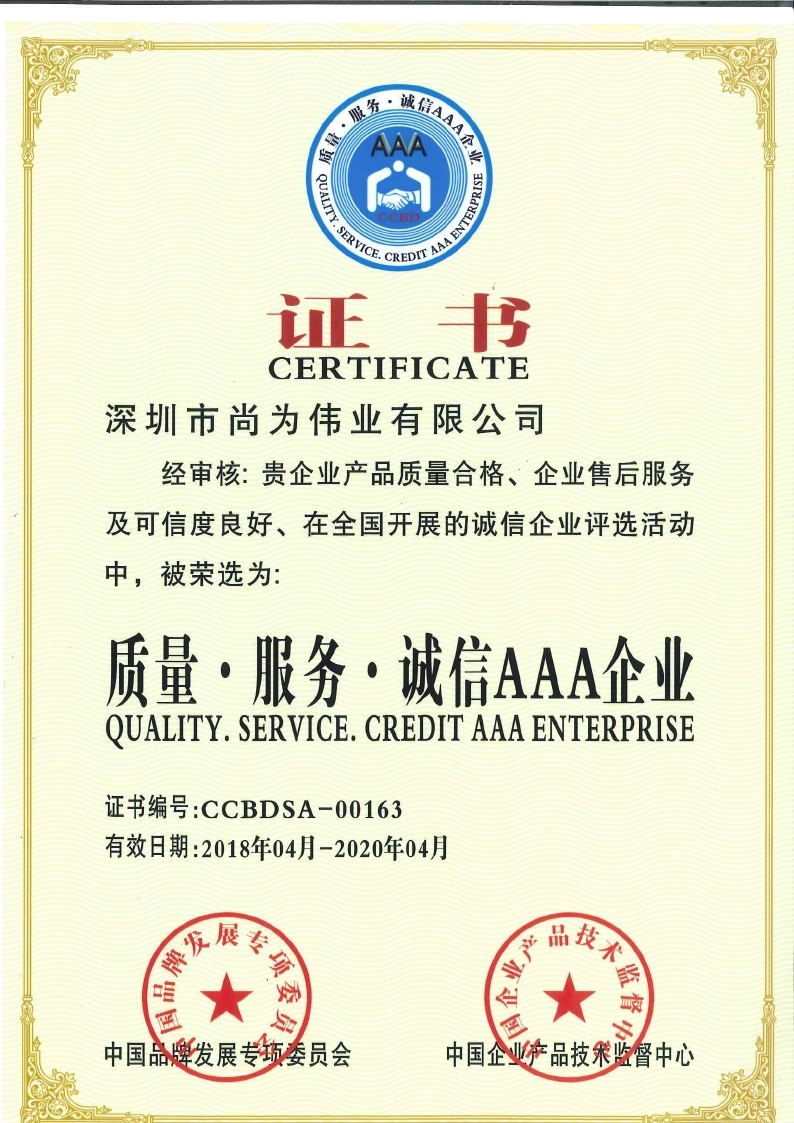 质量·服务·诚信AAA企业
AAA
CCBD
QUALITY. SERVICE. CREDIT AAA ENTERPRISE
证 书
CERTIFICATE
深圳市尚为伟业有限公司
经审核: 贵企业产品质量合格、企业售后服务
及可信度良好、在全国开展的诚信企业评选活动
中，被荣选为:
质量·服务·诚信AAA企业
QUALITY. SERVICE. CREDIT AAA ENTERPRISE
证书编号:CCBDSA-00163
有效日期:2018年04月-2020年04月
中国品牌发展专项委员会
中国企业产品技术监督中心
中国品牌发展专项委员会
中国企业产品技术监督中心